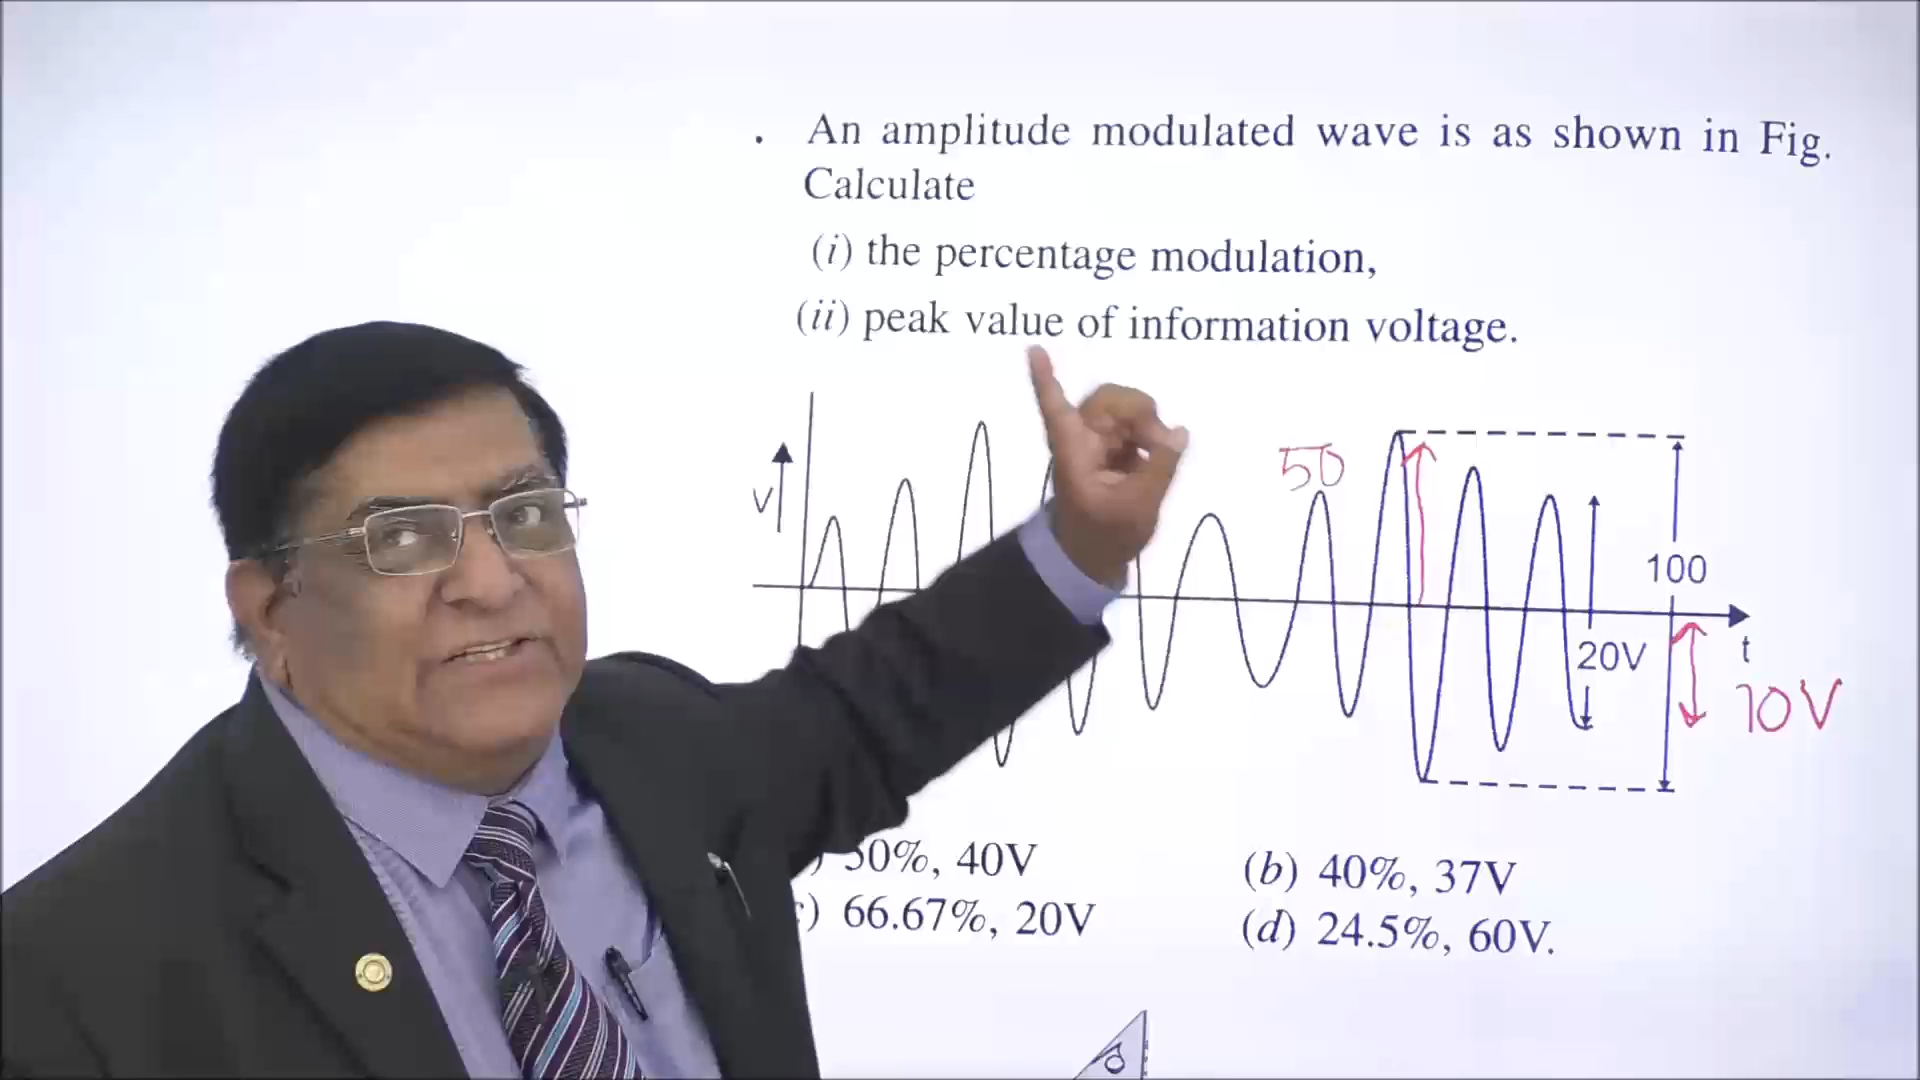 . An amplitude modulated wave is as shown in Fig.
Calculate
(i) the percentage modulation,
(ii) peak value of information voltage.
V
50
100
20V
t
10V
) 50%, 40V
(b) 40%, 37V
) 66.67%, 20V
(d) 24.5%, 60V.